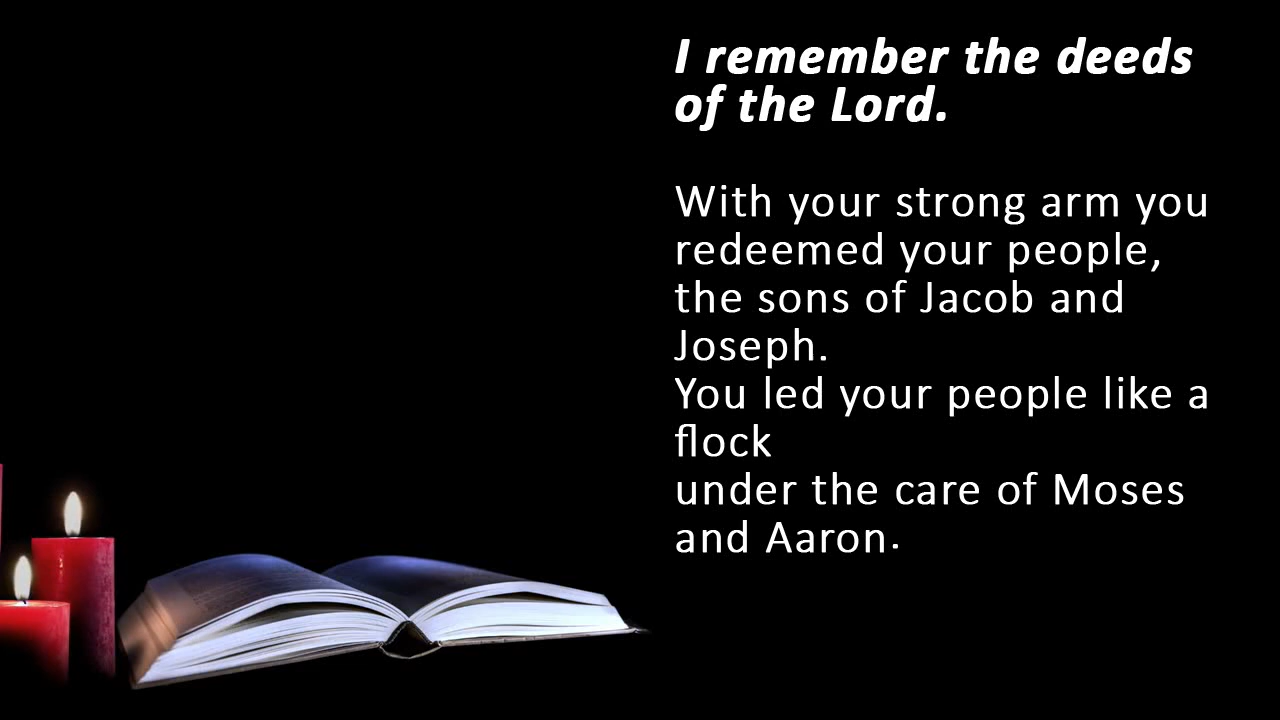 I remember the deeds
of the Lord.
With your strong arm you
redeemed your people,
the sons of Jacob and
Joseph.
You led your people like a
flock
under the care of Moses
and Aaron.